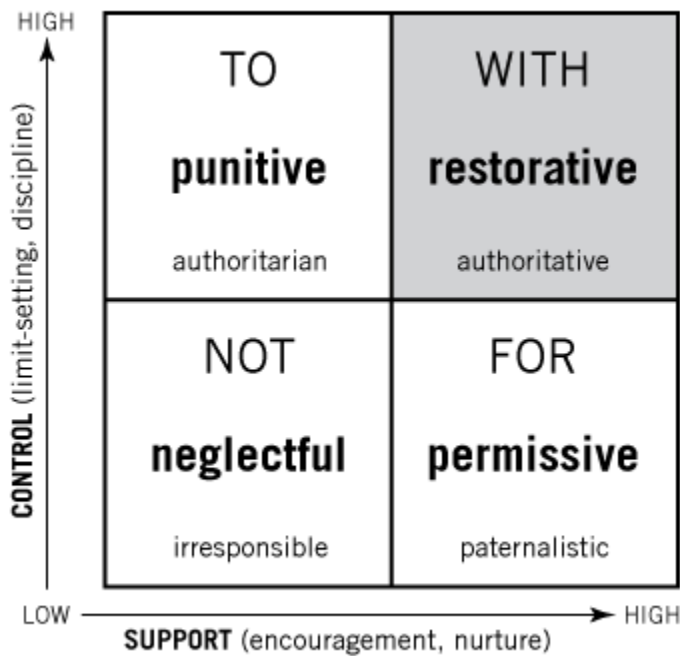 HIGH
TO
WITH
punitive
restorative
authoritarian
authoritative
NOT
FOR
neglectful
permissive
irresponsible
paternalistic
CONTROL (limit-setting, discipline)
LOW
HIGH
SUPPORT (encouragement, nurture)